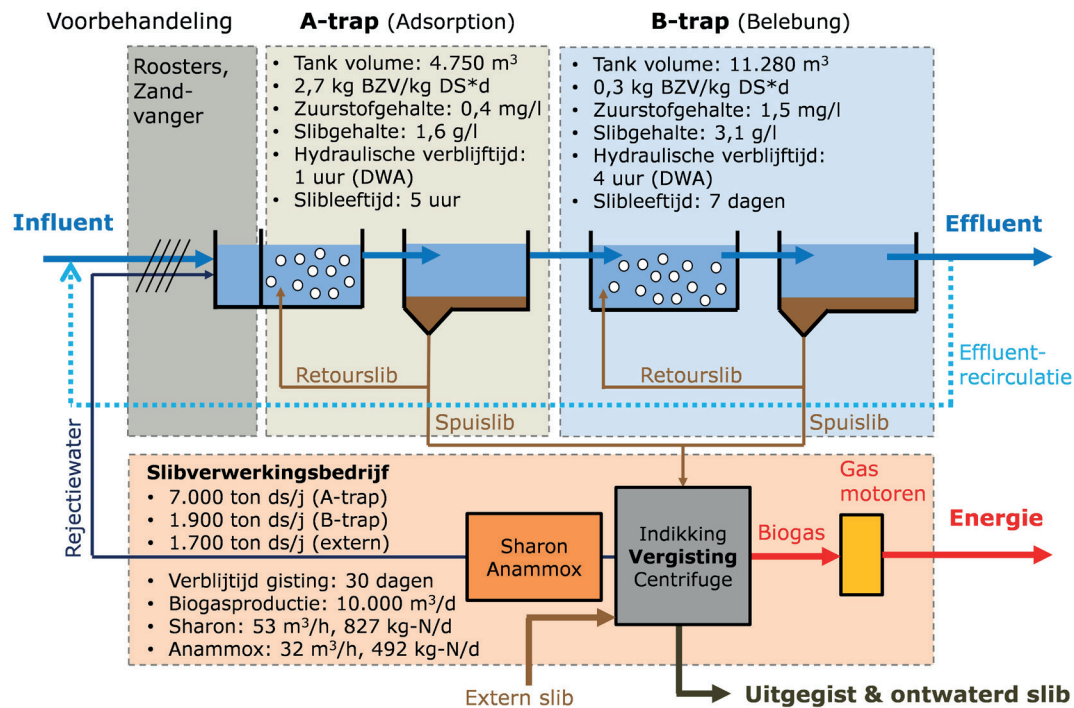 Voorbehandeling
A-trap (Adsorption)
B-trap (Belebung)
Roosters,
Zand-
vanger
• Tank volume: 4.750 m³
• 2,7 kg BZV/kg DS*d
• Zuurstofgehalte: 0,4 mg/l
• Slibgehalte: 1,6 g/l
• Hydraulische verblijftijd:
1 uur (DWA)
• Slibleeftijd: 5 uur
• Tank volume: 11.280 m³
• 0,3 kg BZV/kg DS*d
• Zuurstofgehalte: 1,5 mg/l
• Slibgehalte: 3,1 g/l
• Hydraulische verblijftijd:
4 uur (DWA)
• Slibleeftijd: 7 dagen
Influent
Effluent
Effluent-
recirculatie
Retourslib
Retourslib
Spuislib
Spuislib
Rejectiewater
Slibverwerkingsbedrijf
• 7.000 ton ds/j (A-trap)
• 1.900 ton ds/j (B-trap)
• 1.700 ton ds/j (extern)
• Verblijtijd gisting: 30 dagen
• Biogasproductie: 10.000 m³/d
• Sharon: 53 m³/h, 827 kg-N/d
• Anammox: 32 m³/h, 492 kg-N/d
Sharon
Anammox
Indikking
Vergisting
Centrifuge
Biogas
Gas
motoren
Energie
Extern slib
Uitgegist & ontwaterd slib